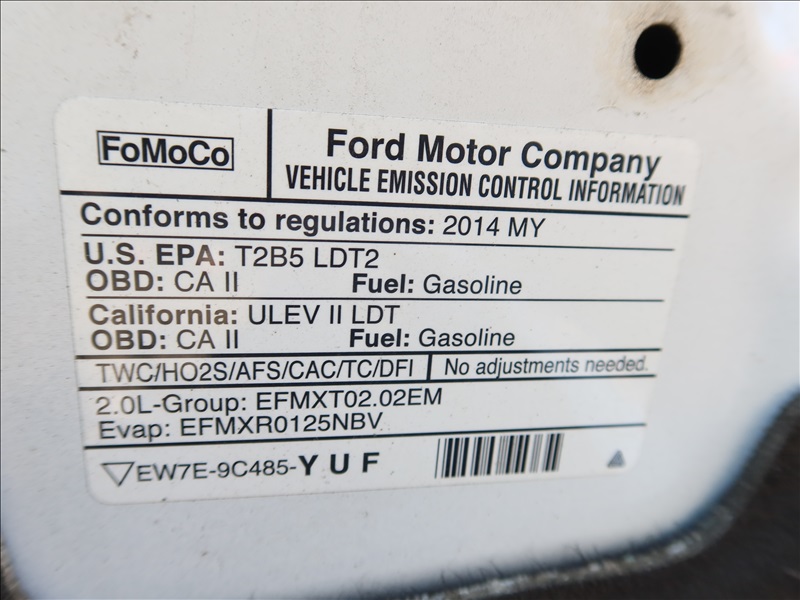 FoMoCo
Ford Motor Company
VEHICLE EMISSION CONTROL INFORMATION
Conforms to regulations: 2014 MY
U.S. EPA: T2B5 LDT2
OBD: CA II Fuel: Gasoline
California: ULEV II LDT
OBD: CA II Fuel: Gasoline
TWC/HO2S/AFS/CAC/TC/DFI No adjustments needed.
2.0L-Group: EFMXT02.02EM
Evap: EFMXR0125NBV
EW7E-9C485-YUF